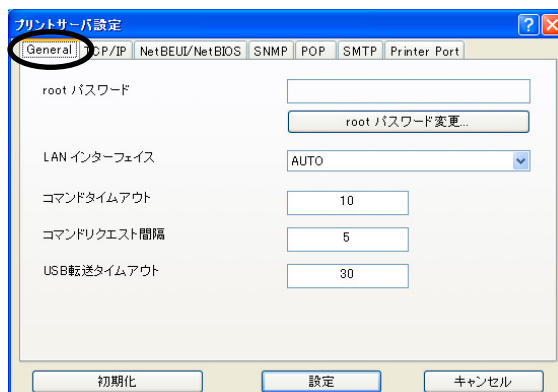 プリントサーバ設定
General TCP/IP NetBEUI/NetBIOS SNMP POP SMTP Printer Port
root パスワード
root パスワード変更...
LAN インターフェイス AUTO
コマンドタイムアウト 10
コマンドリクエスト間隔 5
USB転送タイムアウト 30
初期化 設定 キャンセル